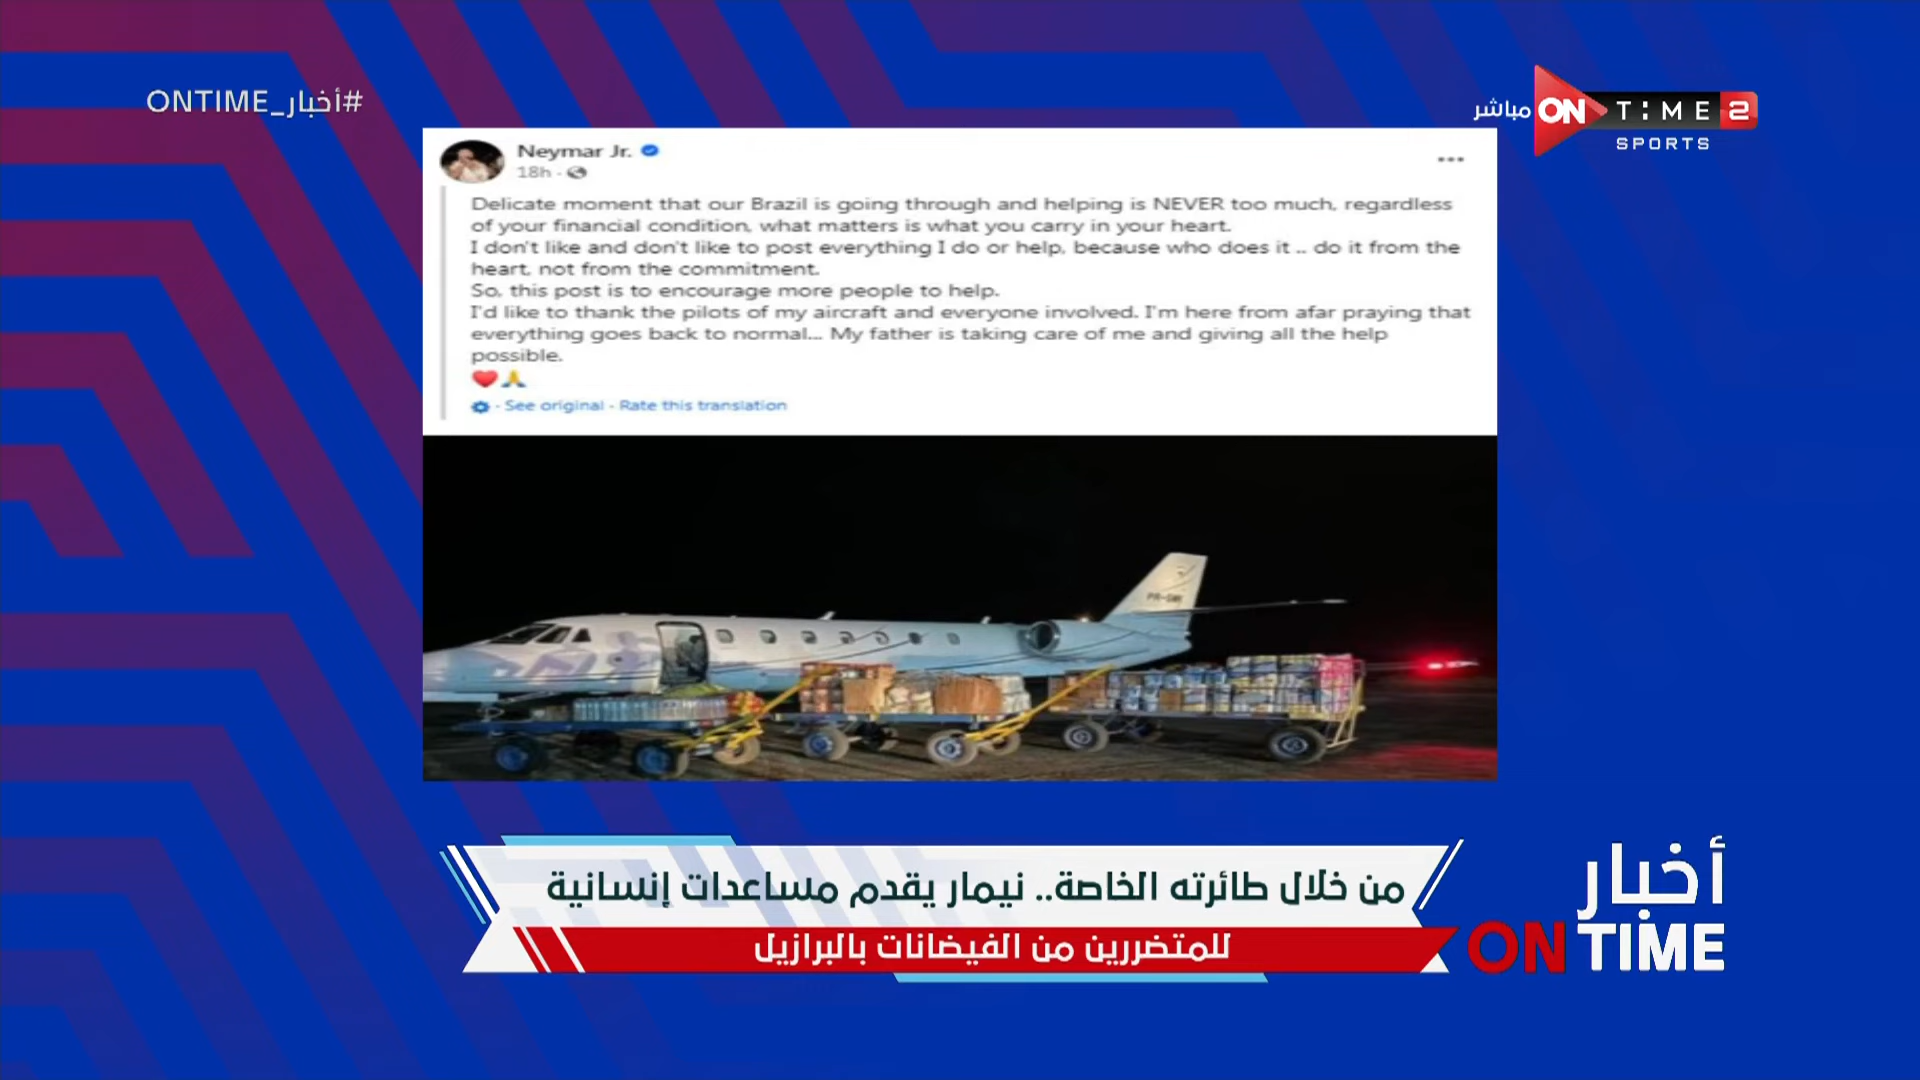 #أخبار_ONTIME
مباشر ON TIME 2
SPORTS
Neymar Jr.
18h ·
Delicate moment that our Brazil is going through and helping is NEVER too much, regardless
of your financial condition, what matters is what you carry in your heart.
I don't like and don't like to post everything I do or help, because who does it .. do it from the
heart, not from the commitment.
So, this post is to encourage more people to help.
I'd like to thank the pilots of my aircraft and everyone involved. I'm here from afar praying that
everything goes back to normal... My father is taking care of me and giving all the help
possible.
❤️🙏
· See original · Rate this translation
من خلال طائرته الخاصة.. نيمار يقدم مساعدات إنسانية
للمتضررين من الفيضانات بالبرازيل
أخبار
ON TIME